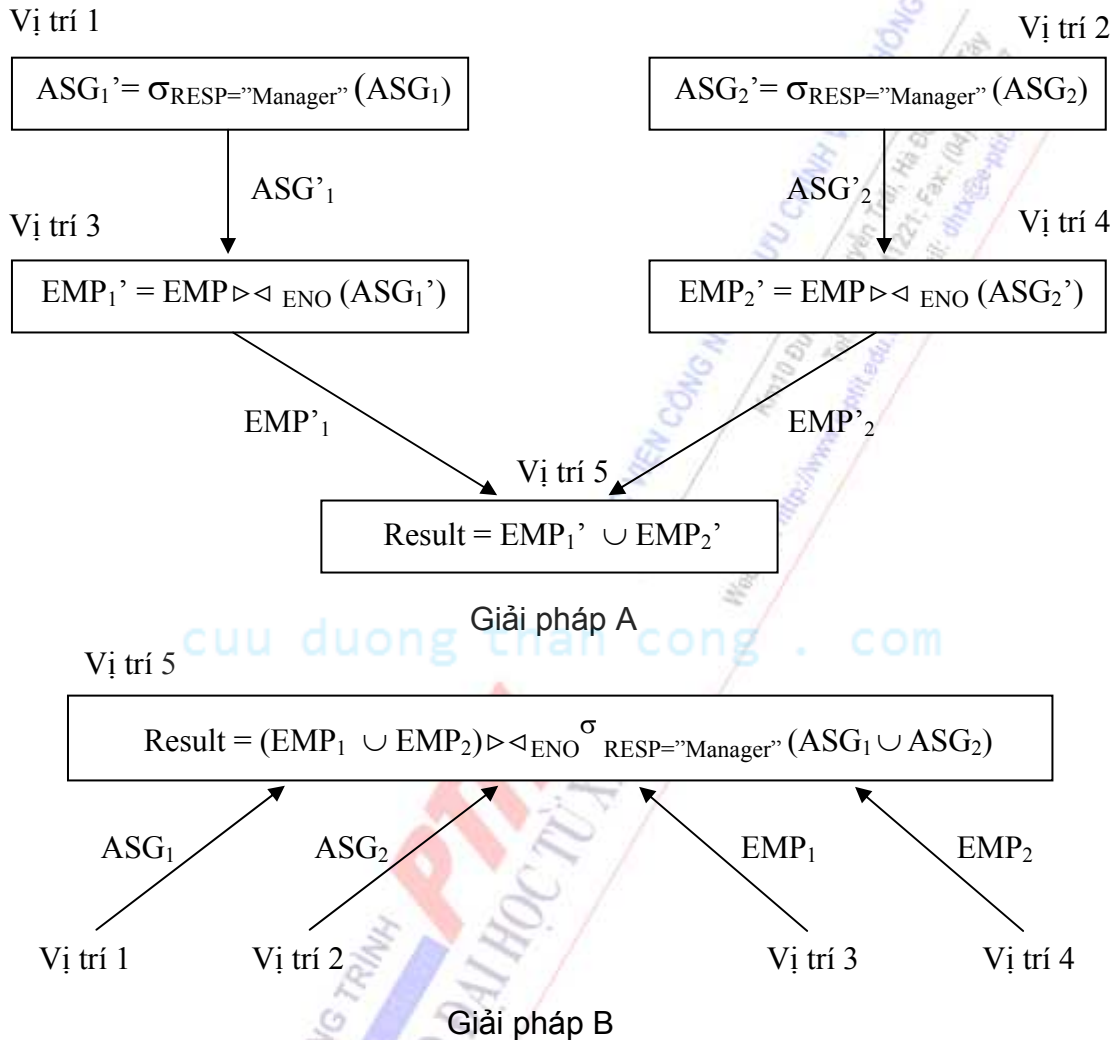 Vị trí 1
Vị trí 2
ASG₁’= σ RESP=”Manager” (ASG₁)
ASG₂’= σ RESP=”Manager” (ASG₂)
ASG’₁
ASG’₂
Vị trí 3
Vị trí 4
EMP₁’ = EMP ▷◁ ENO (ASG₁’)
EMP₂’ = EMP ▷◁ ENO (ASG₂’)
EMP’₁
EMP’₂
Vị trí 5
Result = EMP₁’ ∪ EMP₂’
Giải pháp A
cuu duong than cong . com
Vị trí 5
Result = (EMP₁ ∪ EMP₂) ▷◁ ENO σ RESP=”Manager” (ASG₁ ∪ ASG₂)
ASG₁
ASG₂
EMP₁
EMP₂
Vị trí 1
Vị trí 2
Vị trí 3
Vị trí 4
Giải pháp B